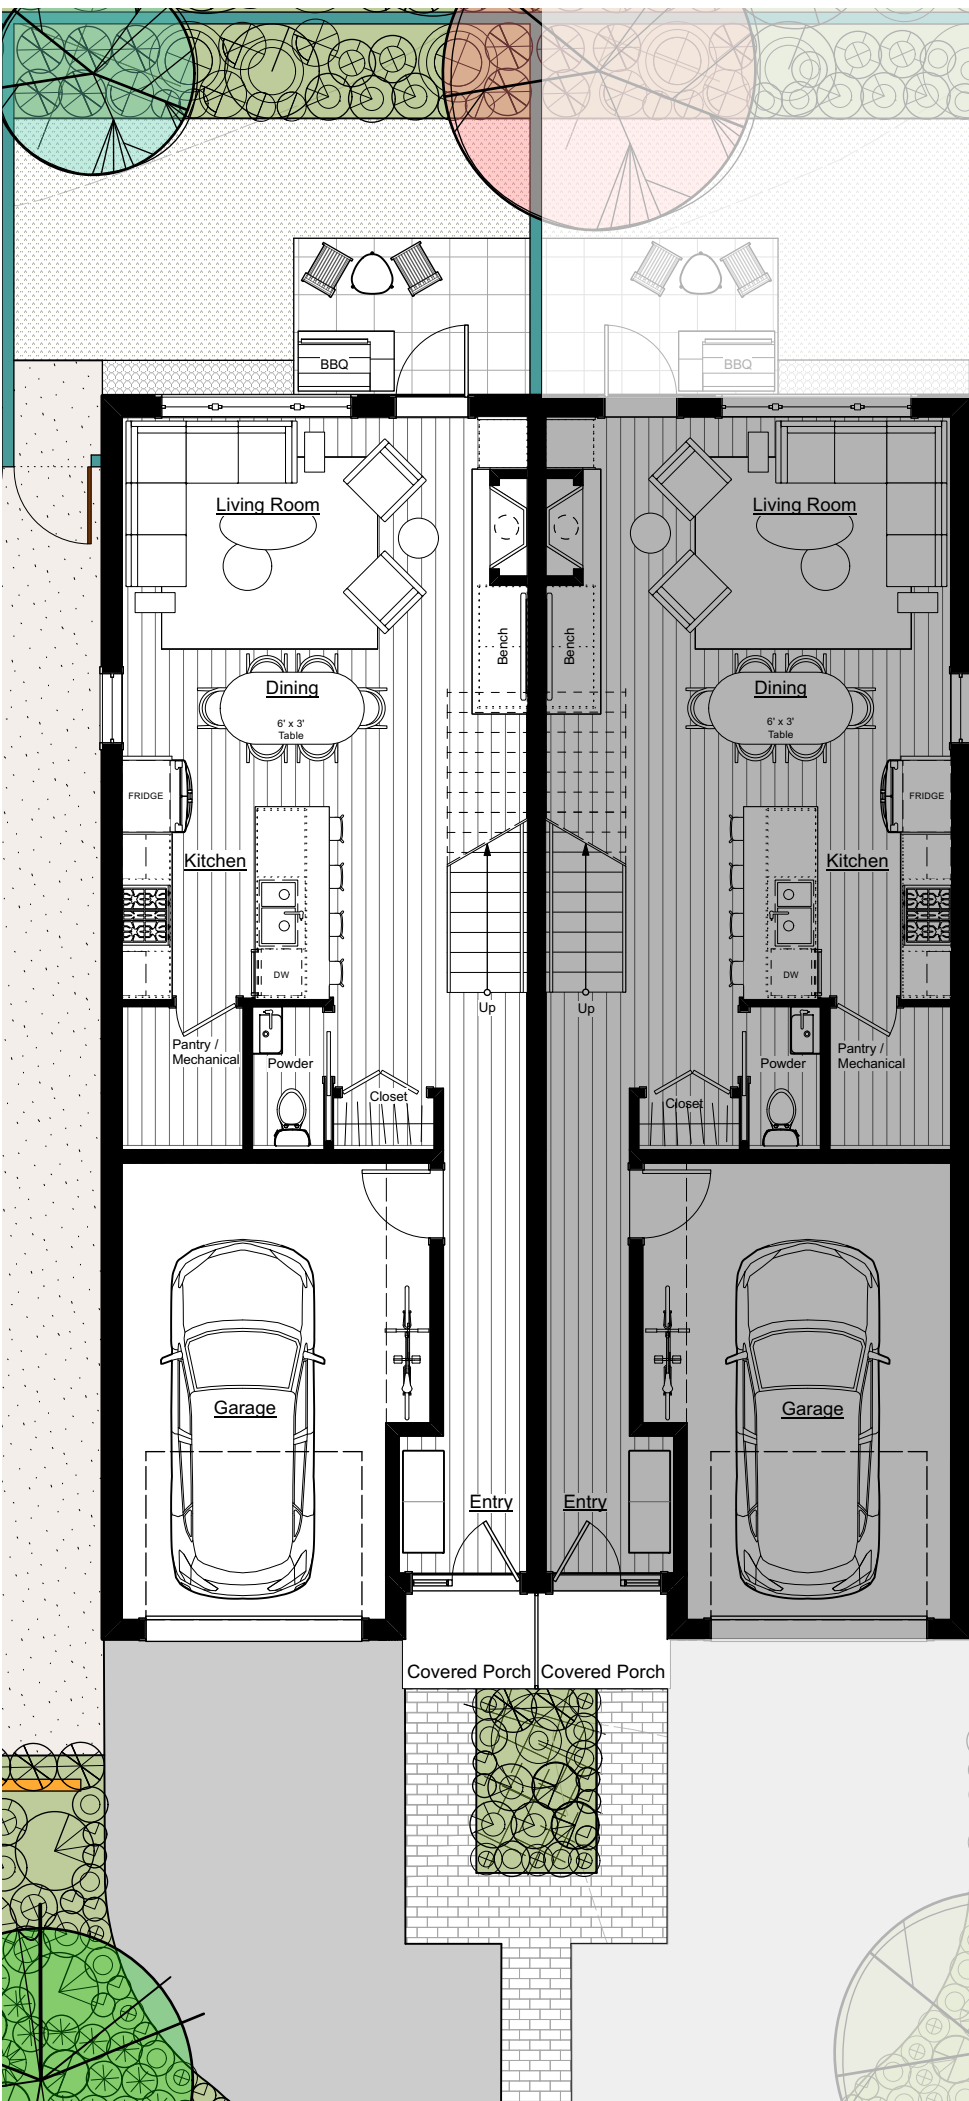 BBQ
BBQ
Living Room
Living Room
Bench
Bench
Dining
6' x 3'
Table
Dining
6' x 3'
Table
FRIDGE
FRIDGE
Kitchen
Kitchen
DW
DW
Up
Up
Pantry /
Mechanical
Powder
Closet
Closet
Powder
Pantry /
Mechanical
Garage
Garage
Entry
Entry
Covered Porch
Covered Porch